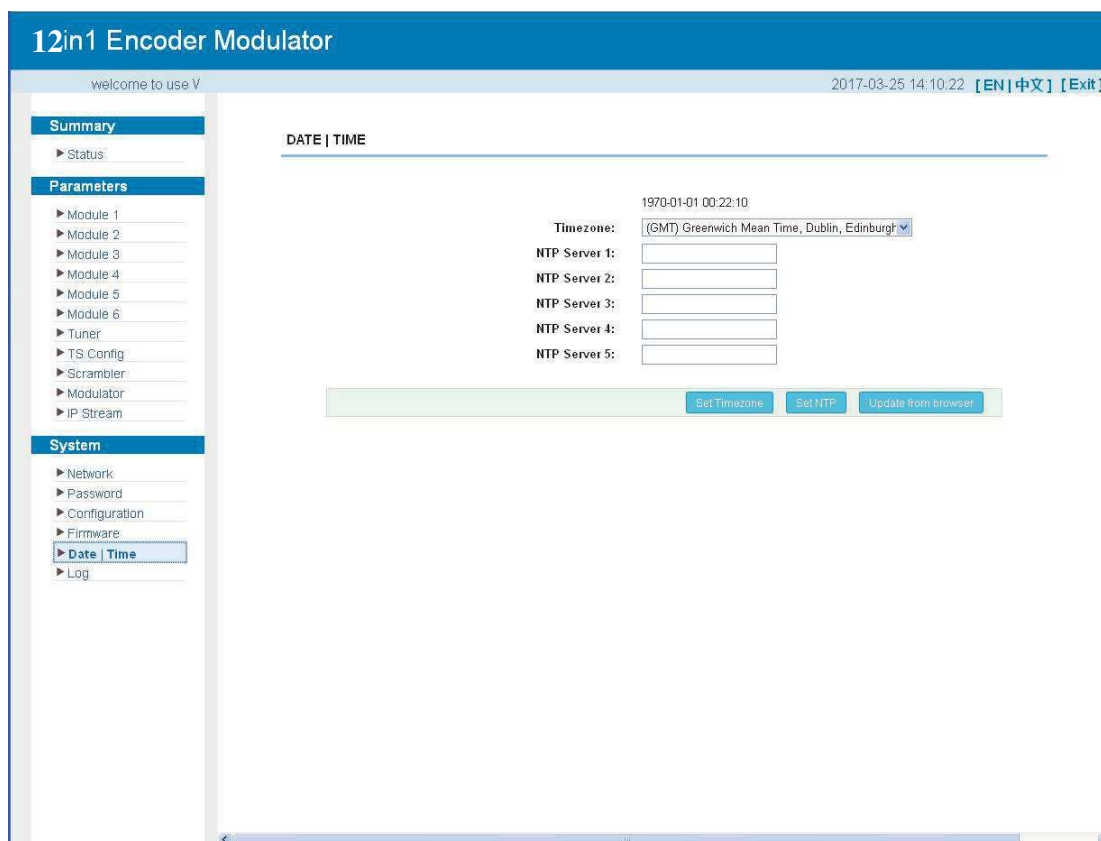 12in1 Encoder Modulator
welcome to use V
2017-03-25 14:10:22 [EN|中文] [Exit]
Summary
Status
Parameters
Module 1
Module 2
Module 3
Module 4
Module 5
Module 6
Tuner
TS Config
Scrambler
Modulator
IP Stream
System
Network
Password
Configuration
Firmware
Date | Time
Log
DATE | TIME
1970-01-01 00:22:10
Timezone: (GMT) Greenwich Mean Time, Dublin, Edinburgh
NTP Server 1:
NTP Server 2:
NTP Server 3:
NTP Server 4:
NTP Server 5:
Set Timezone Set NTP Update from browser